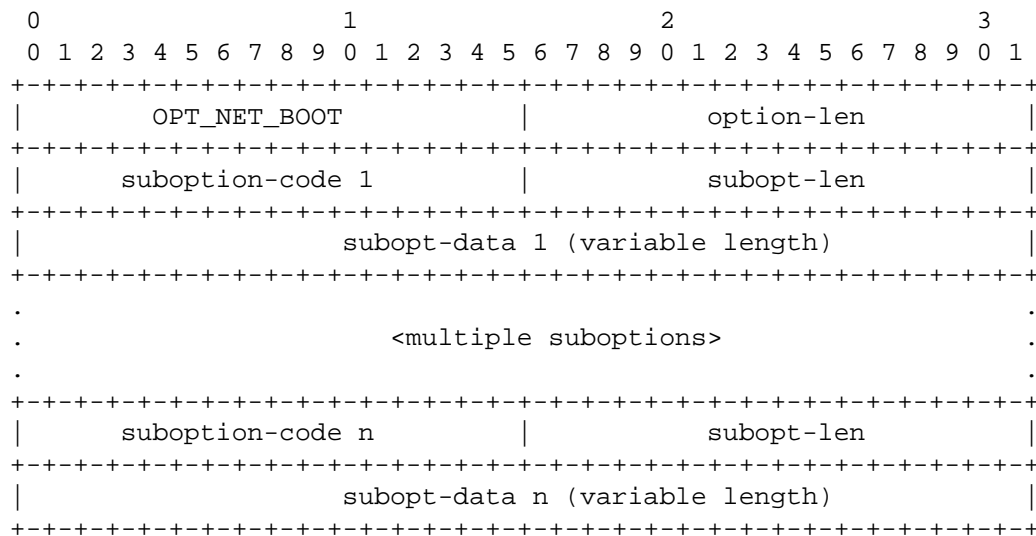 0                   1                   2                   3
 0 1 2 3 4 5 6 7 8 9 0 1 2 3 4 5 6 7 8 9 0 1 2 3 4 5 6 7 8 9 0 1
+-+-+-+-+-+-+-+-+-+-+-+-+-+-+-+-+-+-+-+-+-+-+-+-+-+-+-+-+-+-+-+-+
|        OPT_NET_BOOT           |           option-len          |
+-+-+-+-+-+-+-+-+-+-+-+-+-+-+-+-+-+-+-+-+-+-+-+-+-+-+-+-+-+-+-+-+
|      suboption-code 1         |           subopt-len          |
+-+-+-+-+-+-+-+-+-+-+-+-+-+-+-+-+-+-+-+-+-+-+-+-+-+-+-+-+-+-+-+-+
|                    subopt-data 1 (variable length)            |
+-+-+-+-+-+-+-+-+-+-+-+-+-+-+-+-+-+-+-+-+-+-+-+-+-+-+-+-+-+-+-+-+
.                                                               .
.                       <multiple suboptions>                   .
.                                                               .
+-+-+-+-+-+-+-+-+-+-+-+-+-+-+-+-+-+-+-+-+-+-+-+-+-+-+-+-+-+-+-+-+
|      suboption-code n         |           subopt-len          |
+-+-+-+-+-+-+-+-+-+-+-+-+-+-+-+-+-+-+-+-+-+-+-+-+-+-+-+-+-+-+-+-+
|                    subopt-data n (variable length)            |
+-+-+-+-+-+-+-+-+-+-+-+-+-+-+-+-+-+-+-+-+-+-+-+-+-+-+-+-+-+-+-+-+